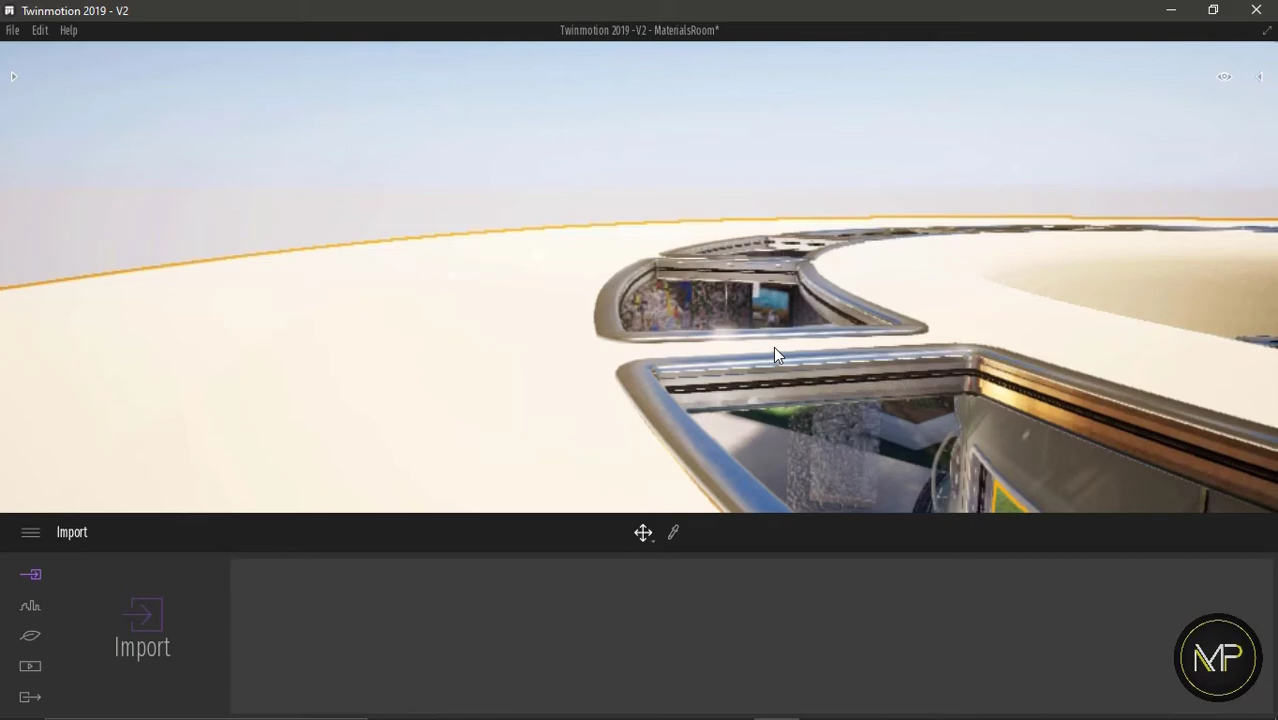 Twinmotion 2019 - V2
File Edit Help
Twinmotion 2019 -V2 - MaterialsRoom*
Import
Import
MP